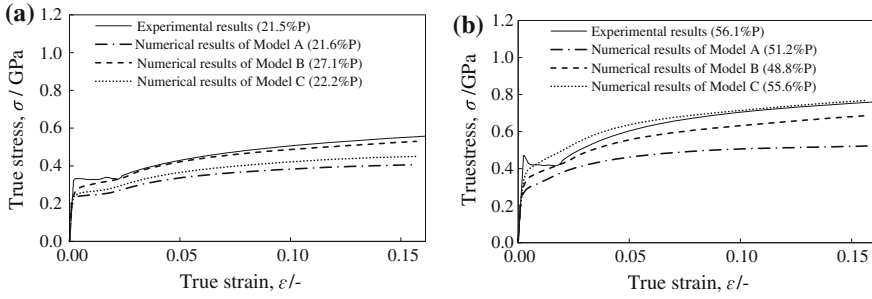 (a)
Experimental results (21.5%P)
Numerical results of Model A (21.6%P)
Numerical results of Model B (27.1%P)
Numerical results of Model C (22.2%P)
True stress, σ / GPa
1.2
1.0
0.8
0.6
0.4
0.2
0.0
0.00 0.05 0.10 0.15
True strain, ε/-
(b)
Experimental results (56.1%P)
Numerical results of Model A (51.2%P)
Numerical results of Model B (48.8%P)
Numerical results of Model C (55.6%P)
Truestress, σ /GPa
1.2
1.0
0.8
0.6
0.4
0.2
0.0
0.00 0.05 0.10 0.15
True strain, ε/-